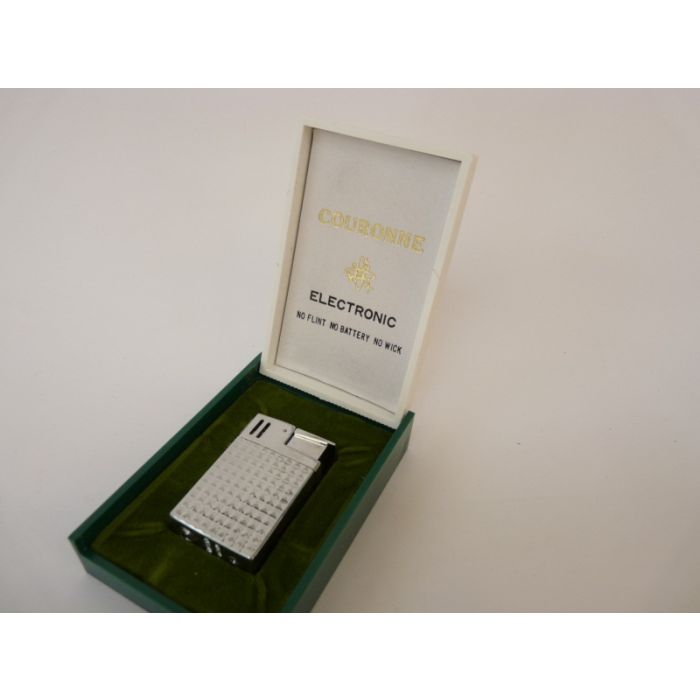 COURONNE
ELECTRONIC
NO FLINT NO BATTERY NO WICK